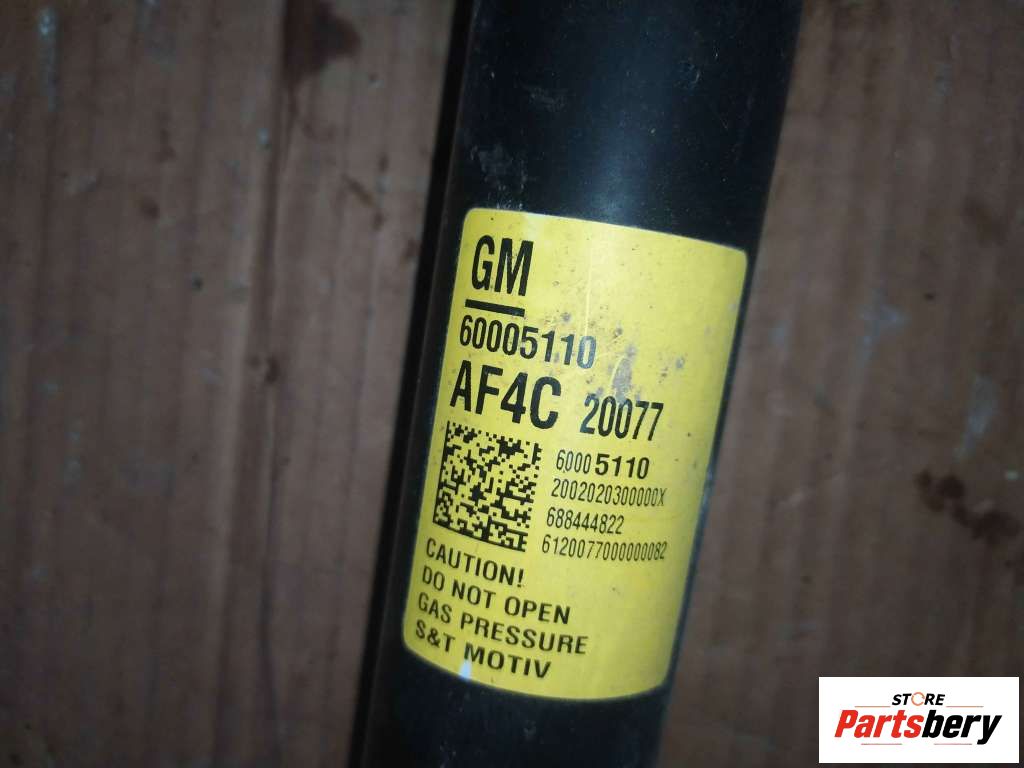 GM
60005110
AF4C 20077
60005110
2002020300000X
688444822
6120077000000082
CAUTION!
DO NOT OPEN
GAS PRESSURE
S&T MOTIV
STORE
Partsbery